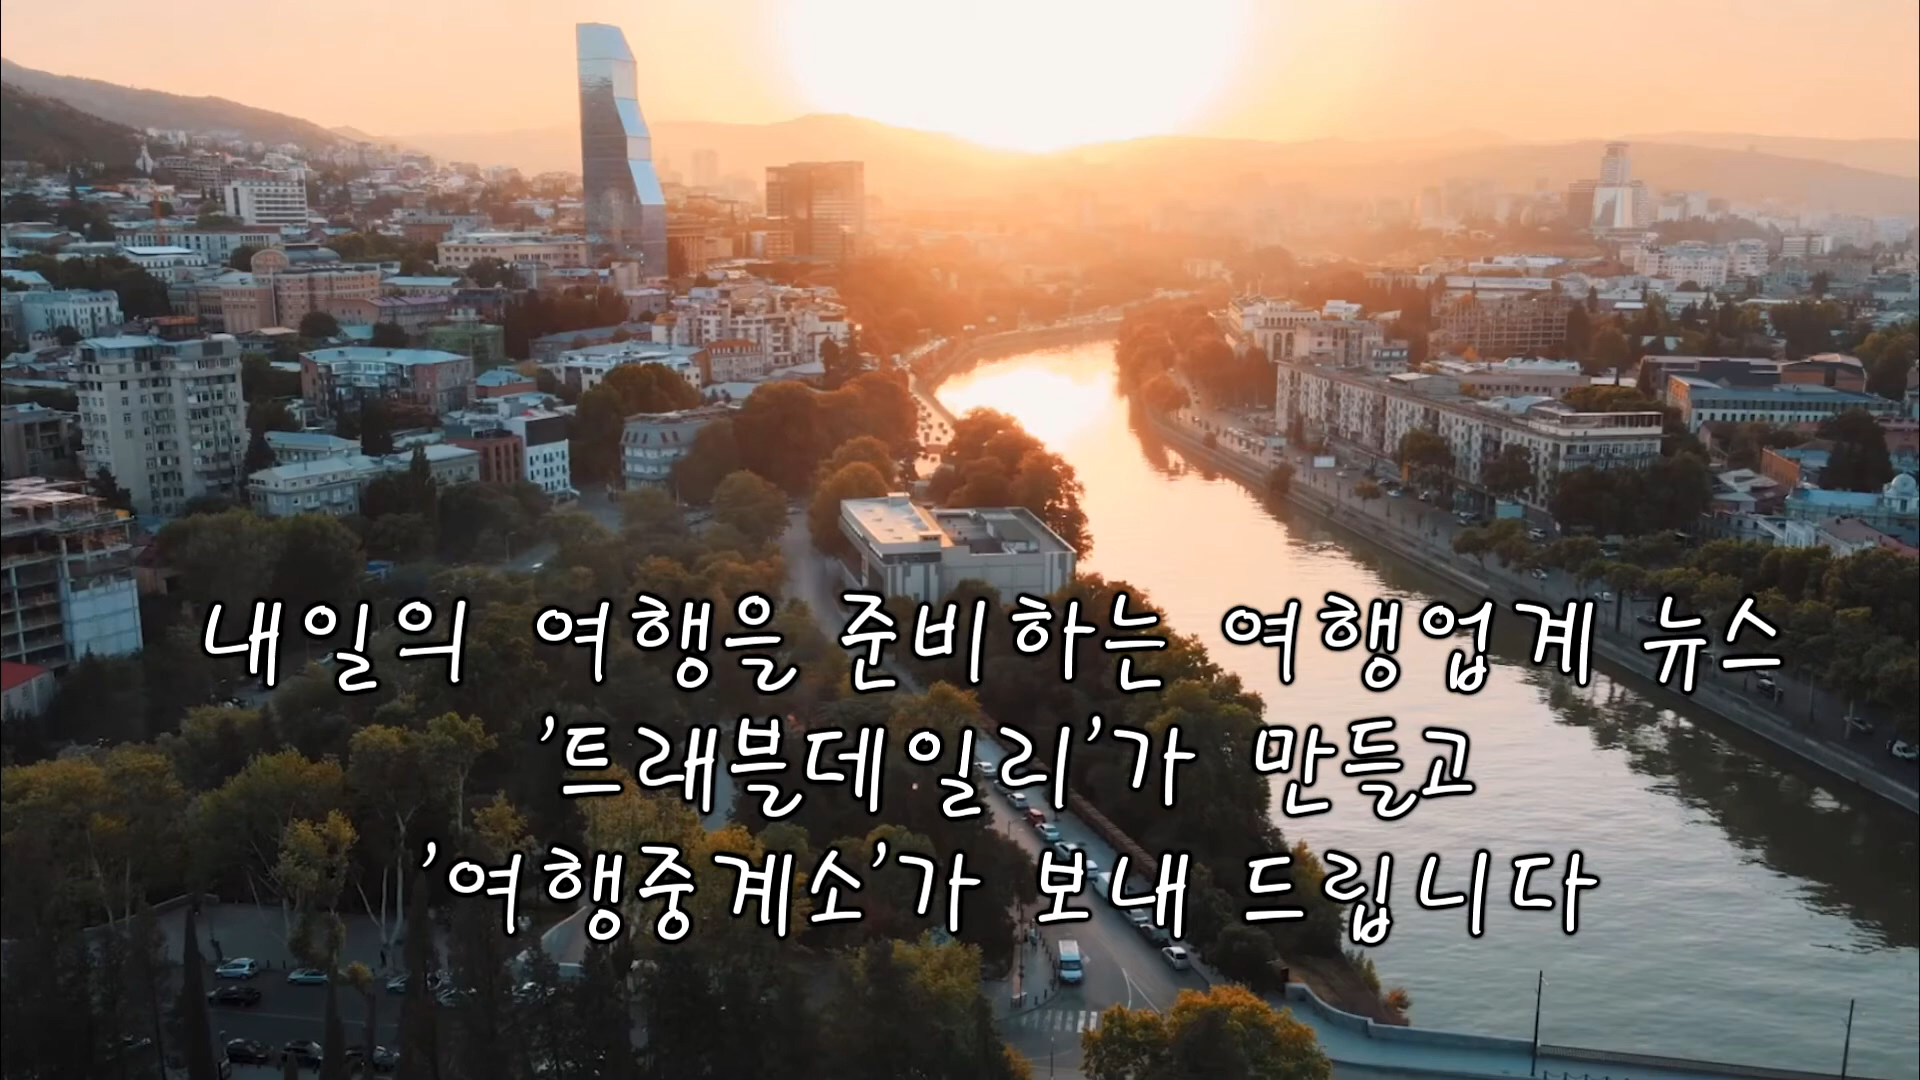 내일의 여행을 준비하는 여행업계 뉴스
'트래블데일리'가 만들고
'여행중계소'가 보내 드립니다